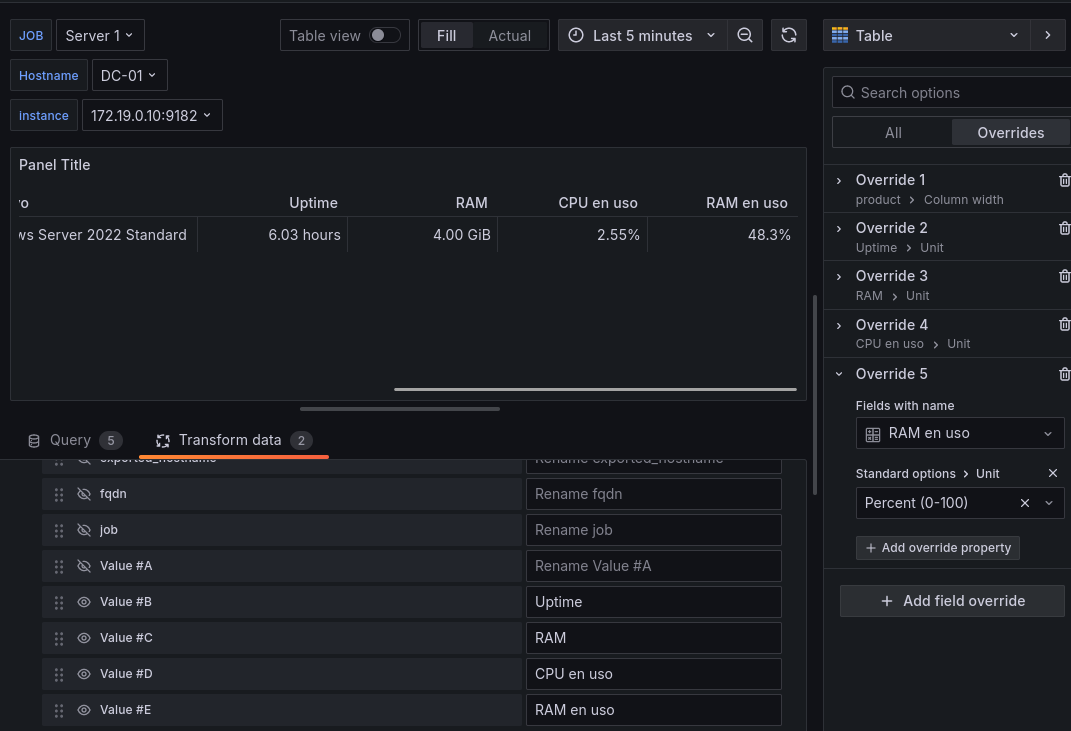 JOB
Server 1
Table view
Fill
Actual
Last 5 minutes
Table
Hostname
DC-01
instance
172.19.0.10:9182
Search options
All
Overrides
Panel Title
Uptime
RAM
CPU en uso
RAM en uso
Server 2022 Standard
6.03 hours
4.00 GiB
2.55%
48.3%
Override 1
product > Column width
Override 2
Uptime > Unit
Override 3
RAM > Unit
Override 4
CPU en uso > Unit
Override 5
Fields with name
RAM en uso
Standard options > Unit
Percent (0-100)
+ Add override property
+ Add field override
Query 5
Transform data 2
exported_hostname
Rename exported_hostname
fqdn
Rename fqdn
job
Rename job
Value #A
Rename Value #A
Value #B
Uptime
Value #C
RAM
Value #D
CPU en uso
Value #E
RAM en uso